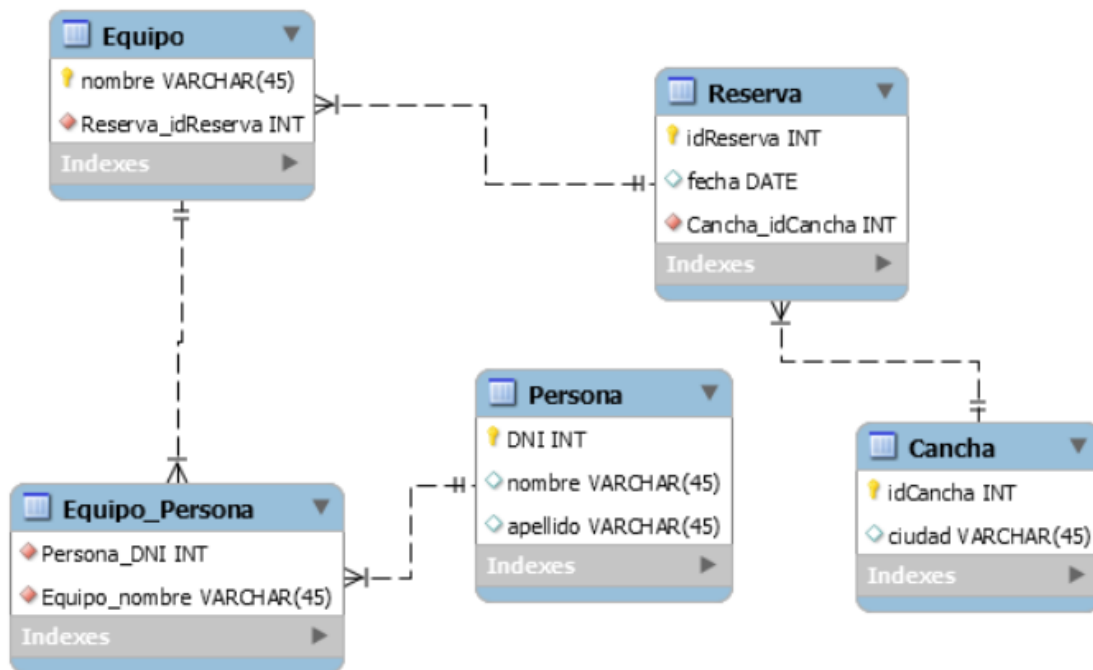 Equipo
nombre VARCHAR(45)
Reserva_idReserva INT
Indexes
Reserva
idReserva INT
fecha DATE
Cancha_idCancha INT
Indexes
Persona
DNI INT
nombre VARCHAR(45)
apellido VARCHAR(45)
Indexes
Cancha
idCancha INT
ciudad VARCHAR(45)
Indexes
Equipo_Persona
Persona_DNI INT
Equipo_nombre VARCHAR(45)
Indexes